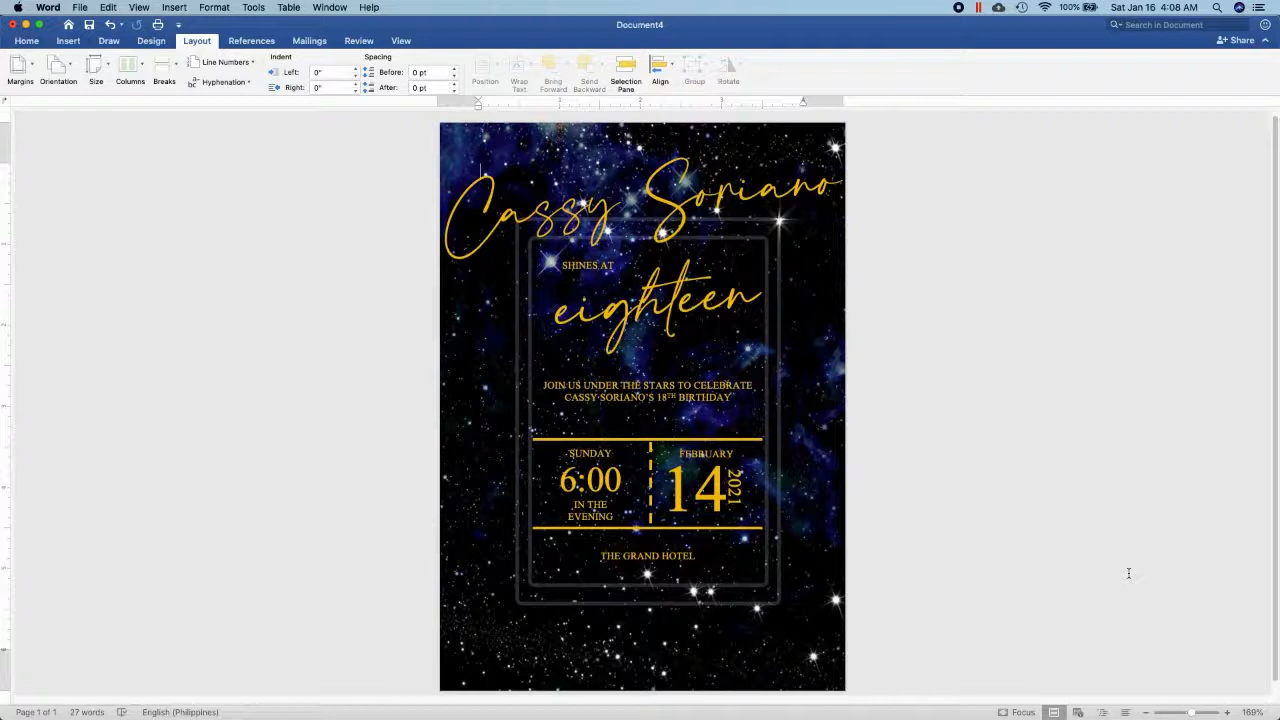 Word File Edit View Insert Format Font Tools Table Window Help
100% Sat Jan 16 4:08 AM
Document4
Search in Document
Home Insert Draw Design Layout References Mailings Review View
Share
Margins Orientation Size Columns Breaks
Line Numbers
Hyphenation
Indent
Left: 0"
Right: 0"
Spacing
Before: 0 pt
After: 0 pt
Position Wrap Text Bring Forward Send Backward Selection Pane Align Group Rotate
1 2 3
Cassy Soriano
SHINES AT
eighteen
JOIN US UNDER THE STARS TO CELEBRATE
CASSY SORIANO'S 18TH BIRTHDAY
SUNDAY
6:00
IN THE
EVENING
FEBRUARY
14
2021
THE GRAND HOTEL
Page 1 of 1 27 words English (Philippines)
Focus
169%